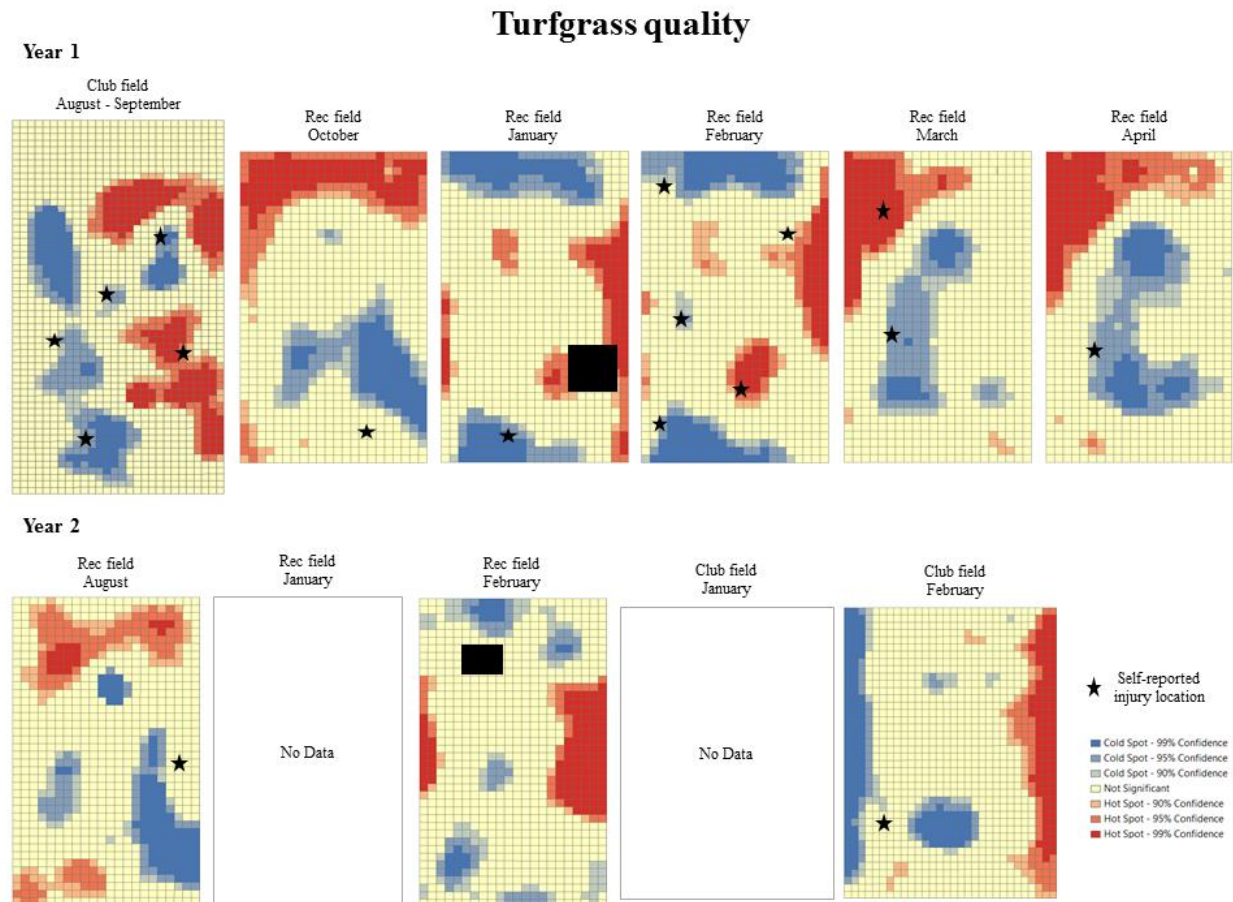 Turfgrass quality
Year 1
Club field
August - September
Rec field
October
Rec field
January
Rec field
February
Rec field
March
Rec field
April
Year 2
Rec field
August
Rec field
January
No Data
Rec field
February
Club field
January
No Data
Club field
February
Self-reported
injury location
Cold Spot - 99% Confidence
Cold Spot - 95% Confidence
Cold Spot - 90% Confidence
Not Significant
Hot Spot - 90% Confidence
Hot Spot - 95% Confidence
Hot Spot - 99% Confidence